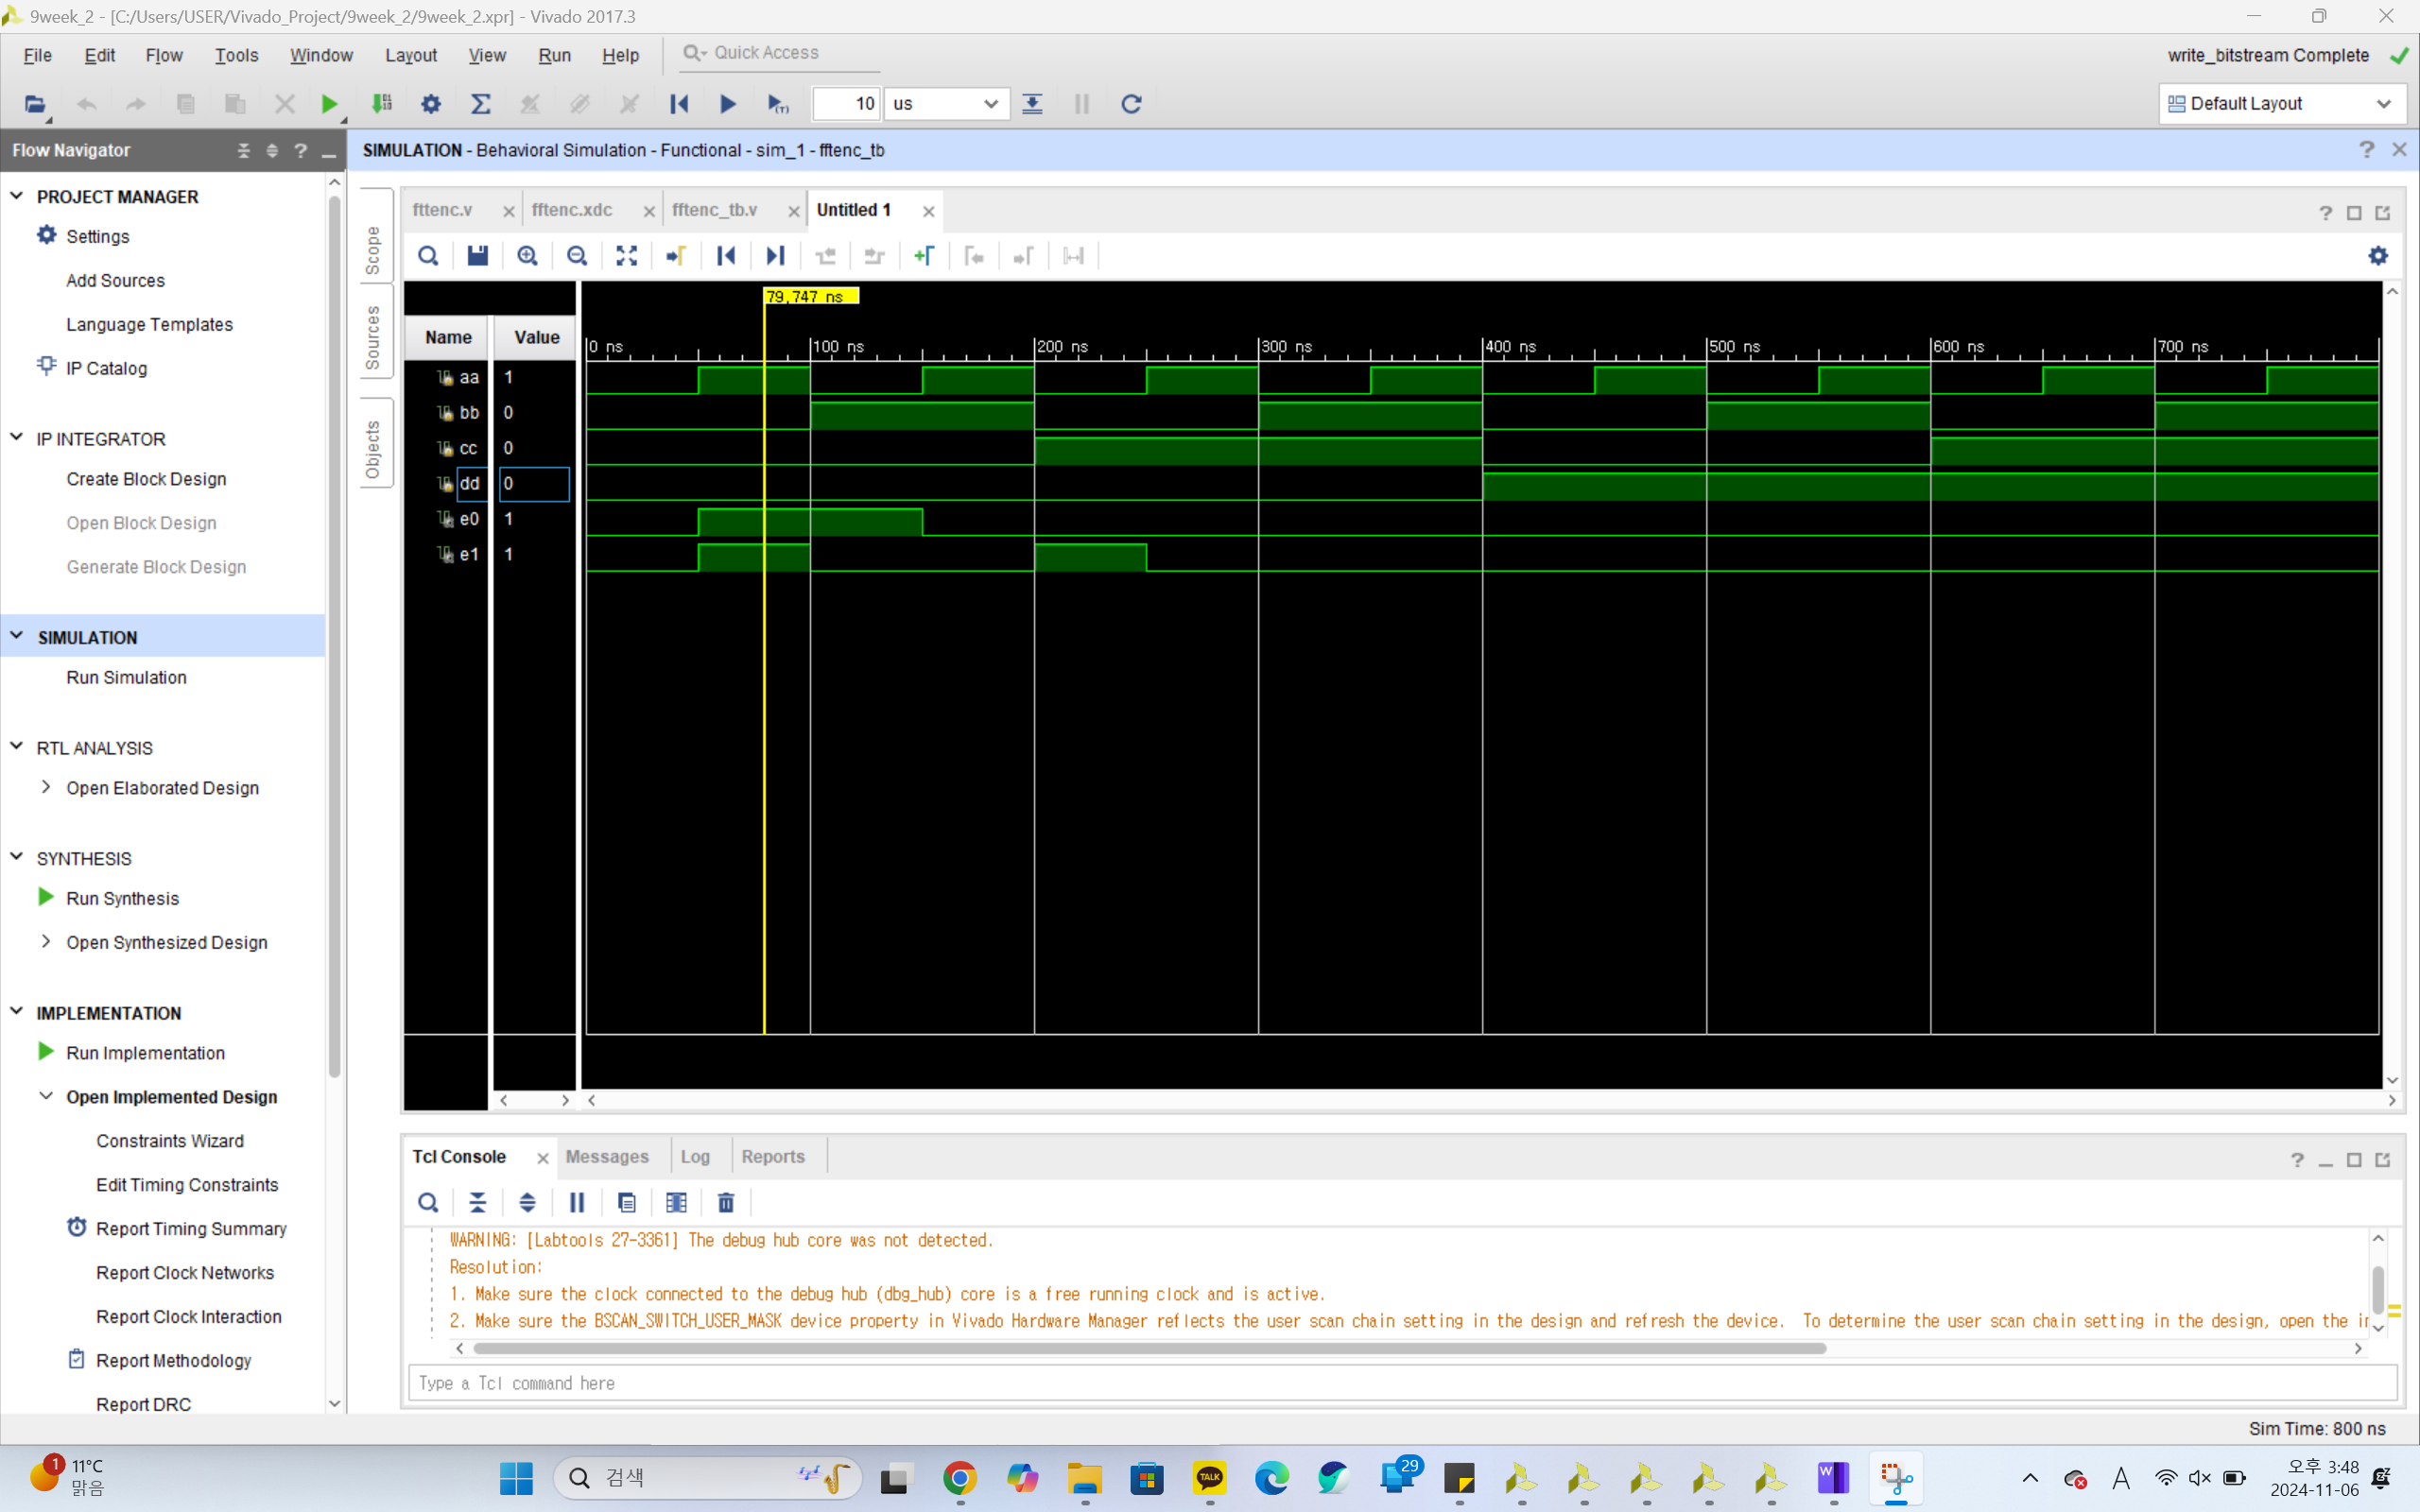 9week_2 - [C:/Users/USER/Vivado_Project/9week_2/9week_2.xpr] - Vivado 2017.3
File Edit Flow Tools Window Layout View Run Help Quick Access
write_bitstream Complete
10 us
Default Layout
Flow Navigator
SIMULATION - Behavioral Simulation - Functional - sim_1 - fftenc_tb
PROJECT MANAGER
Settings
Add Sources
Language Templates
IP Catalog
IP INTEGRATOR
Create Block Design
Open Block Design
Generate Block Design
SIMULATION
Run Simulation
RTL ANALYSIS
Open Elaborated Design
SYNTHESIS
Run Synthesis
Open Synthesized Design
IMPLEMENTATION
Run Implementation
Open Implemented Design
Constraints Wizard
Edit Timing Constraints
Report Timing Summary
Report Clock Networks
Report Clock Interaction
Report Methodology
Report DRC
Scope
Sources
Objects
fftenc.v fftenc.xdc fftenc_tb.v Untitled 1
79.747 ns
Name Value
0 ns 100 ns 200 ns 300 ns 400 ns 500 ns 600 ns 700 ns
aa 1
bb 0
cc 0
dd 0
e0 1
e1 1
Tcl Console Messages Log Reports
WARNING: [Labtools 27-3361] The debug hub core was not detected.
Resolution:
1. Make sure the clock connected to the debug hub (dbg_hub) core is a free running clock and is active.
2. Make sure the BSCAN_SWITCH_USER_MASK device property in Vivado Hardware Manager reflects the user scan chain setting in the design and refresh the device. To determine the user scan chain setting in the design, open the
Type a Tcl command here
Sim Time: 800 ns
1
11°C
맑음
검색
TALK
29
W
A
오후 3:48
2024-11-06